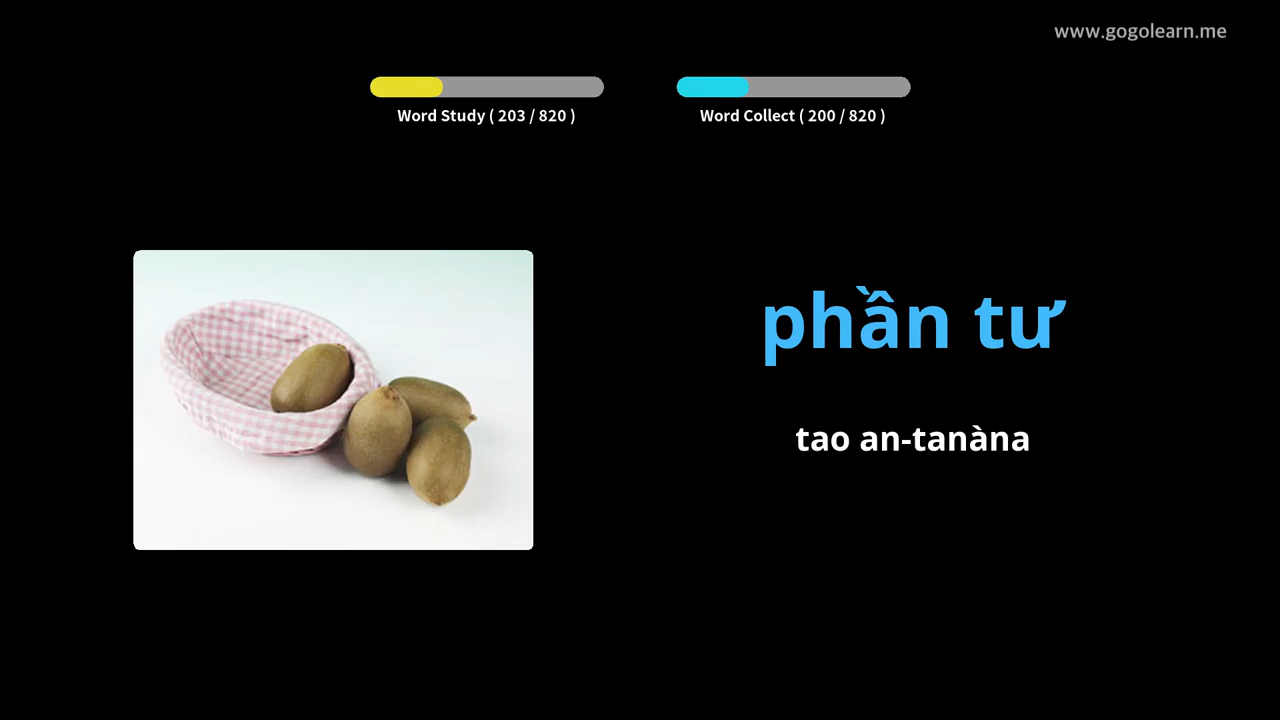 www.gogolearn.me
Word Study ( 203 / 820 )
Word Collect ( 200 / 820 )
phần tư
tao an-tanàna